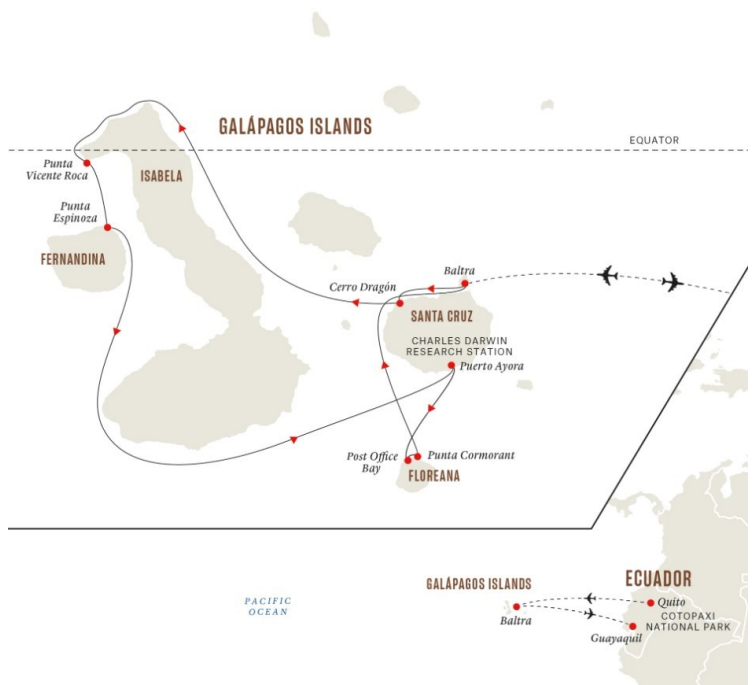 GALÁPAGOS ISLANDS
EQUATOR
Punta
Vicente Roca
ISABELA
Punta
Espinoza
FERNANDINA
Baltra
Cerro Dragón
SANTA CRUZ
CHARLES DARWIN
RESEARCH STATION
Puerto Ayora
Post Office
Bay
Punta Cormorant
FLOREANA
GALÁPAGOS ISLANDS
ECUADOR
PACIFIC
OCEAN
Baltra
Quito
COTOPAXI
NATIONAL PARK
Guayaquil